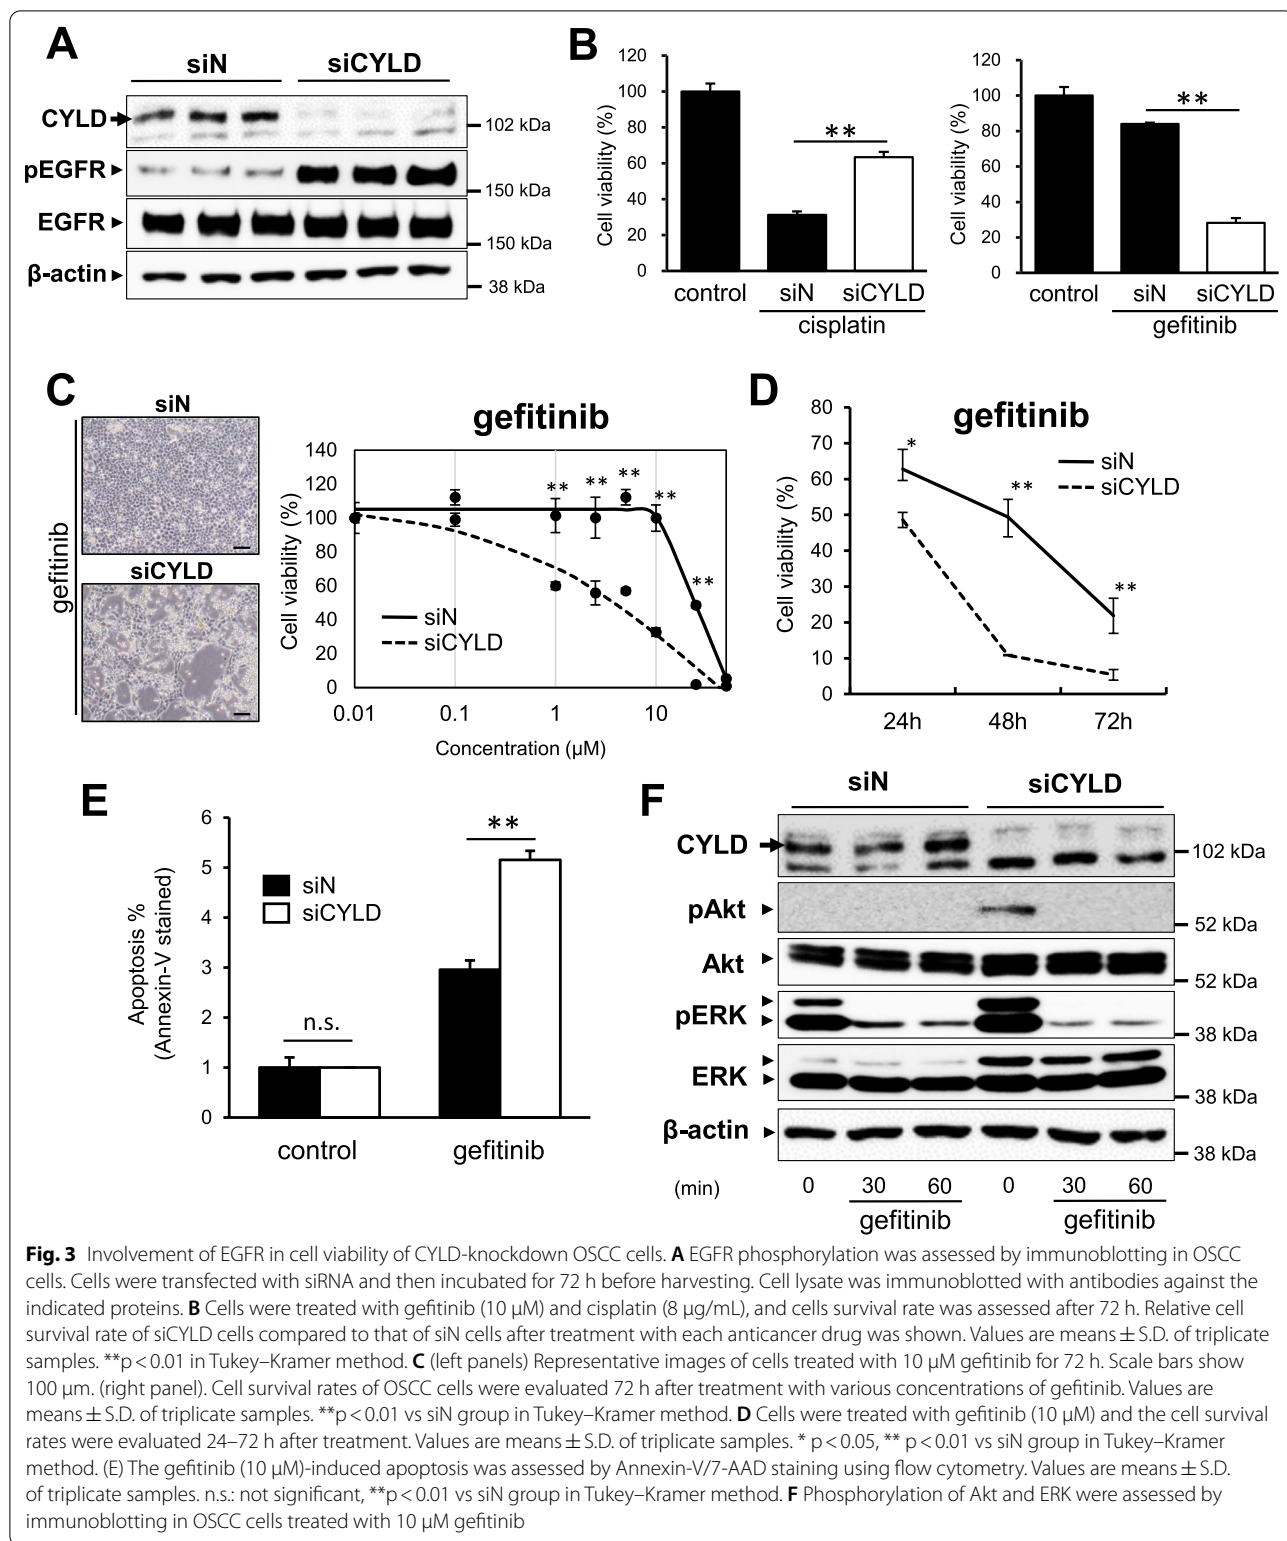 A
siN siCYLD
CYLD
102 kDa
pEGFR
150 kDa
EGFR
150 kDa
β-actin
38 kDa
B
120
100
80
60
40
20
0
Cell viability (%)
**
control siN siCYLD
cisplatin
120
100
80
60
40
20
0
Cell viability (%)
**
control siN siCYLD
gefitinib
C
gefitinib
siN
siCYLD
gefitinib
140
120
100
80
60
40
20
0
Cell viability (%)
** ** ** ** **
siN
siCYLD
0.01 0.1 1 10
Concentration (μM)
D
gefitinib
80
70
60
50
40
30
20
10
0
Cell viability (%)
* ** **
siN
siCYLD
24h 48h 72h
E
6
5
4
3
2
1
0
Apoptosis %
(Annexin-V stained)
siN
siCYLD
n.s.
**
control gefitinib
F
siN siCYLD
CYLD
102 kDa
pAkt
52 kDa
Akt
52 kDa
pERK
38 kDa
ERK
38 kDa
β-actin
38 kDa
(min) 0 30 60 0 30 60
gefitinib gefitinib
Fig. 3 Involvement of EGFR in cell viability of CYLD-knockdown OSCC cells. A EGFR phosphorylation was assessed by immunoblotting in OSCC
cells. Cells were transfected with siRNA and then incubated for 72 h before harvesting. Cell lysate was immunoblotted with antibodies against the
indicated proteins. B Cells were treated with gefitinib (10 μM) and cisplatin (8 μg/mL), and cells survival rate was assessed after 72 h. Relative cell
survival rate of siCYLD cells compared to that of siN cells after treatment with each anticancer drug was shown. Values are means ± S.D. of triplicate
samples. **p < 0.01 in Tukey–Kramer method. C (left panels) Representative images of cells treated with 10 μM gefitinib for 72 h. Scale bars show
100 μm. (right panel). Cell survival rates of OSCC cells were evaluated 72 h after treatment with various concentrations of gefitinib. Values are
means ± S.D. of triplicate samples. **p < 0.01 vs siN group in Tukey–Kramer method. D Cells were treated with gefitinib (10 μM) and the cell survival
rates were evaluated 24–72 h after treatment. Values are means ± S.D. of triplicate samples. * p < 0.05, ** p < 0.01 vs siN group in Tukey–Kramer
method. (E) The gefitinib (10 μM)-induced apoptosis was assessed by Annexin-V/7-AAD staining using flow cytometry. Values are means ± S.D.
of triplicate samples. n.s.: not significant, **p < 0.01 vs siN group in Tukey–Kramer method. F Phosphorylation of Akt and ERK were assessed by
immunoblotting in OSCC cells treated with 10 μM gefitinib